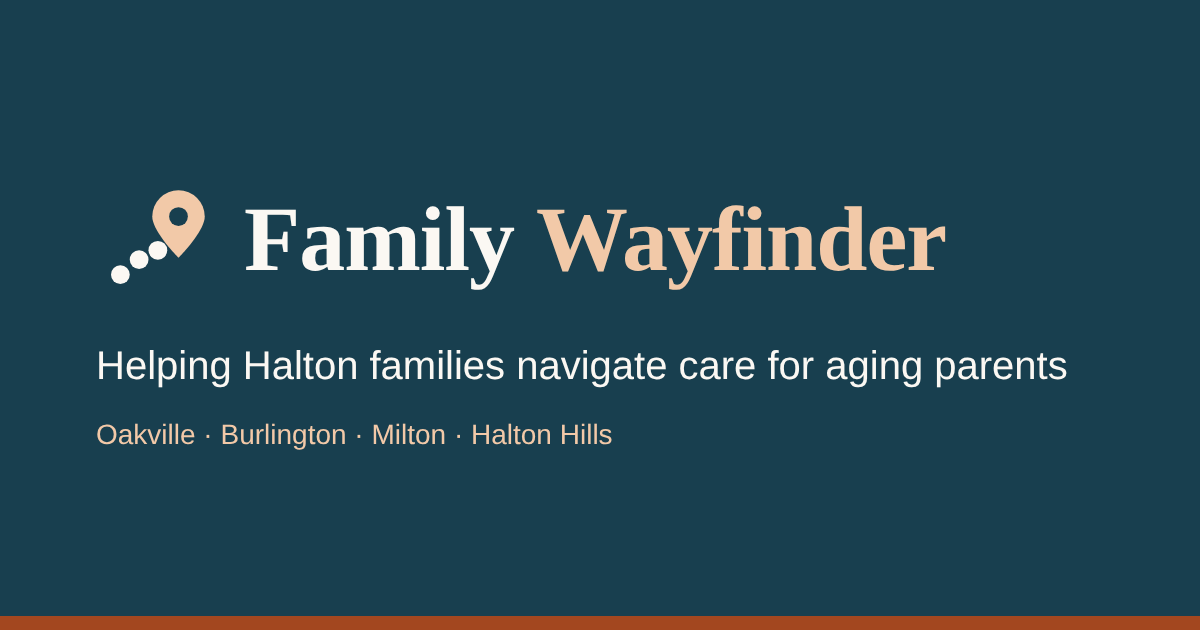 Family Wayfinder
Helping Halton families navigate care for aging parents
Oakville · Burlington · Milton · Halton Hills